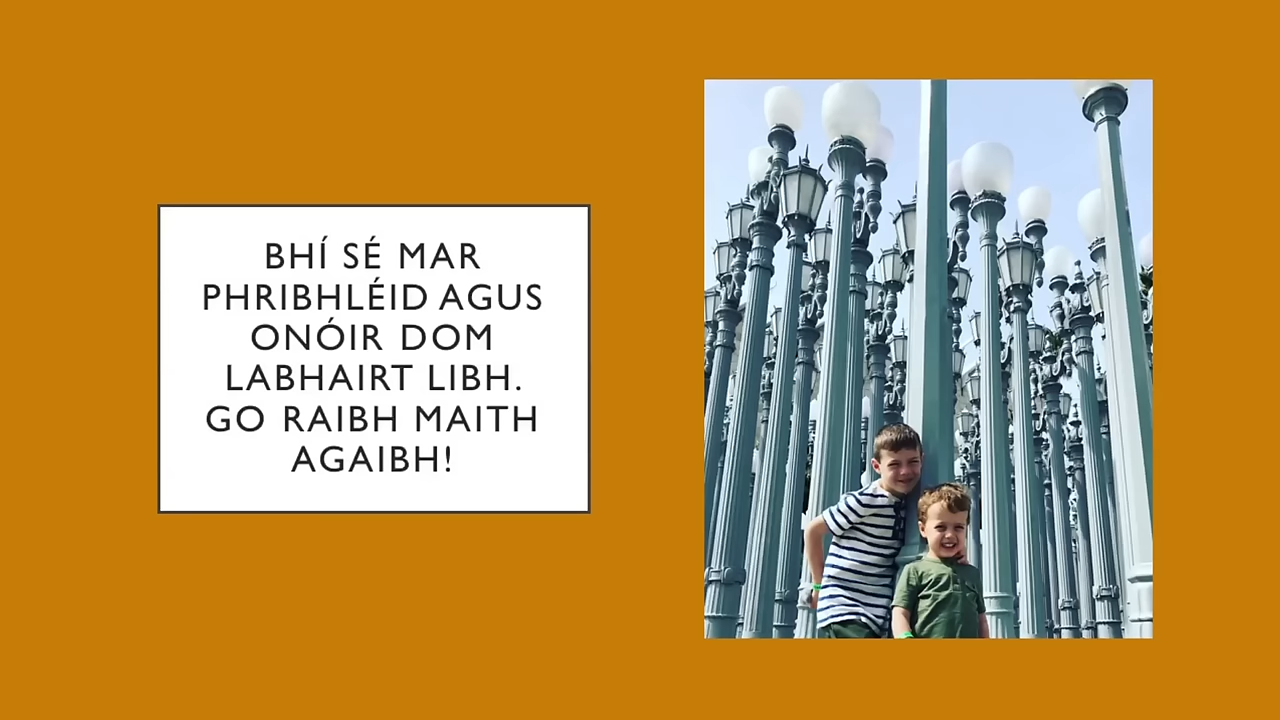 BHÍ SÉ MAR
PHRIBHLÉID AGUS
ONÓIR DOM
LABHAIRT LIBH.
GO RAIBH MAITH
AGAIBH!